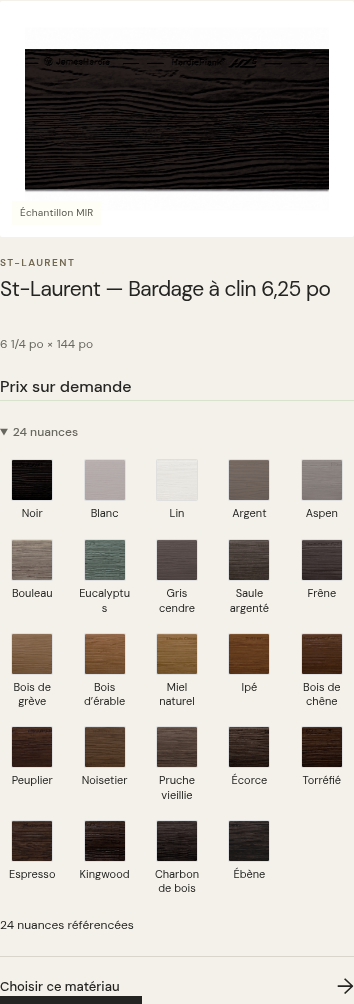 JamesHardie
HardiePlank
Échantillon MIR
ST-LAURENT
St-Laurent — Bardage à clin 6,25 po
6 1/4 po × 144 po
Prix sur demande
▼ 24 nuances
Noir Blanc Lin Argent Aspen
Bouleau Eucalyptu Gris Saule Frêne
s cendre argenté
Bois de Bois Miel Ipé Bois de
grève d'érable naturel chêne
Peuplier Noisetier Pruche Écorce Torréfié
vieillie
Espresso Kingwood Charbon Ébène
de bois
24 nuances référencées
Choisir ce matériau →